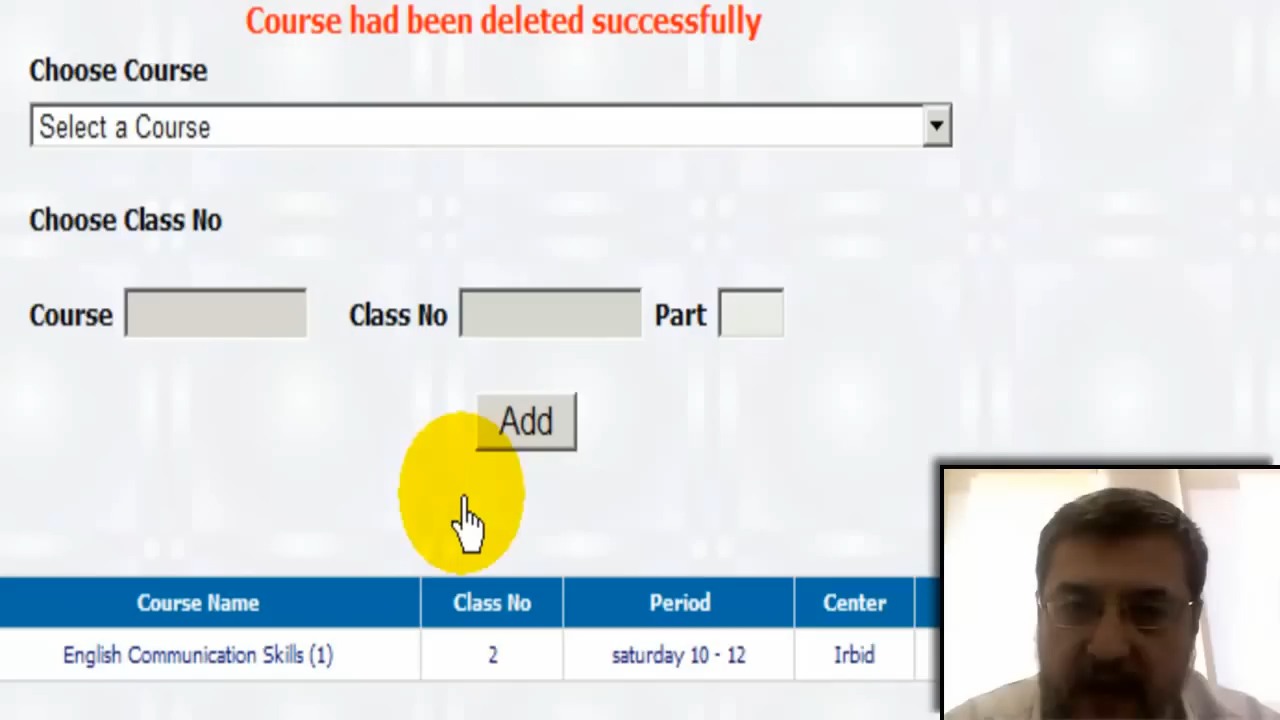 Course had been deleted successfully
Choose Course
Select a Course
Choose Class No
Course Class No Part
Add
Course Name Class No Period Center
English Communication Skills (1) 2 saturday 10 - 12 Irbid